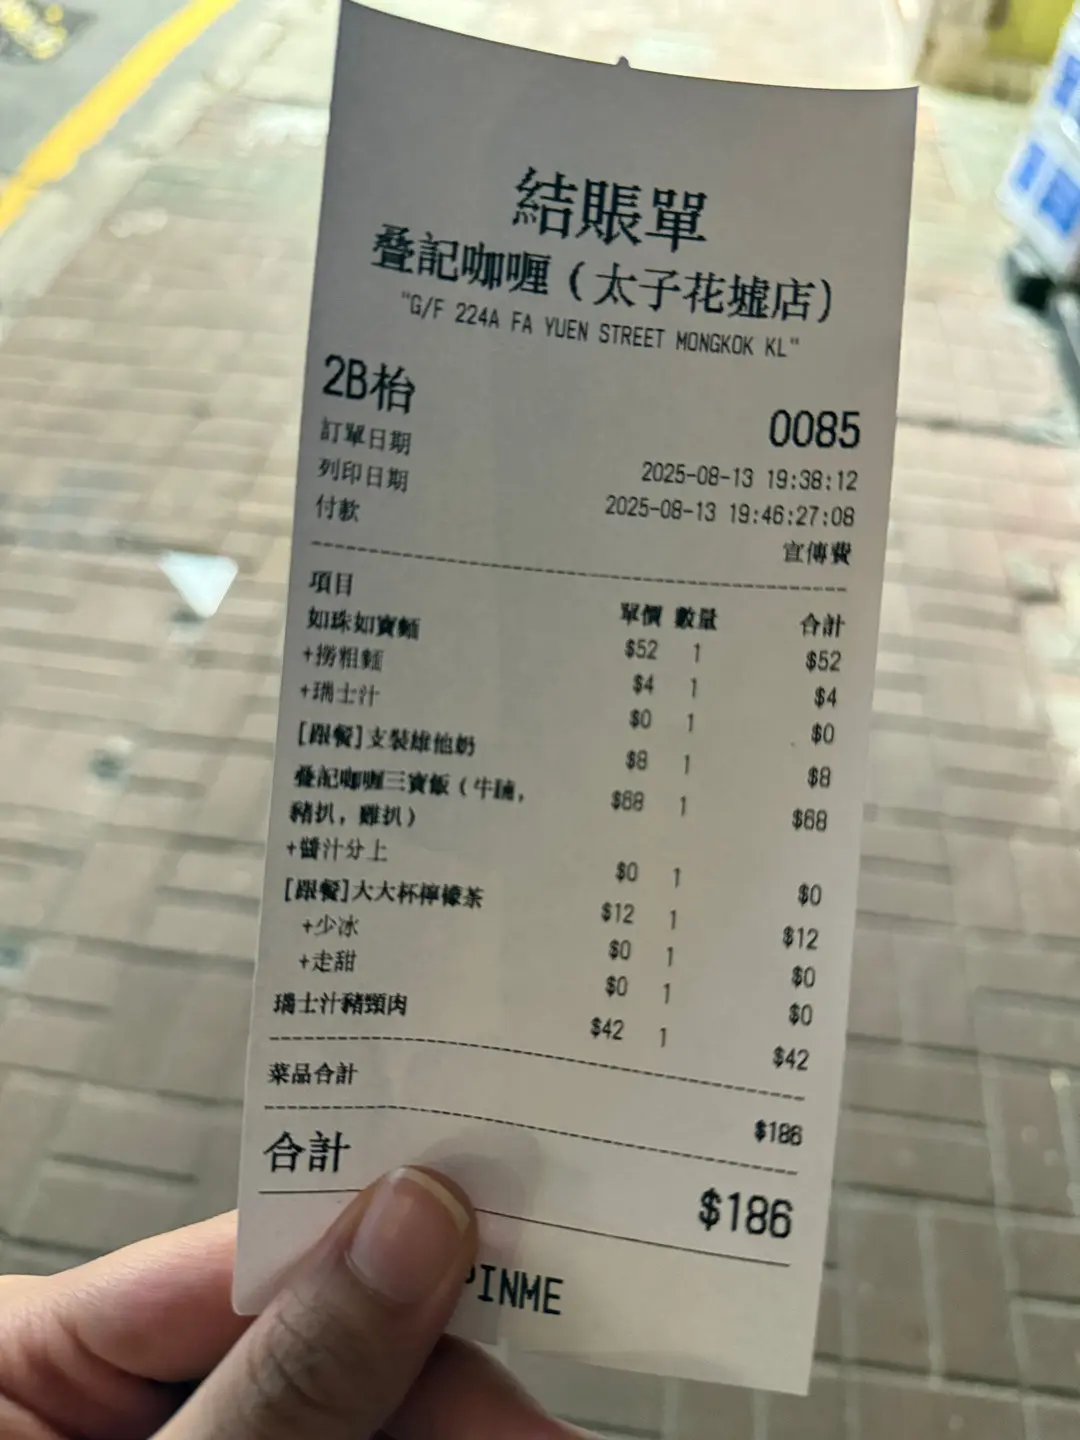 結賬單
疊記咖喱（太子花墟店）
"G/F 224A FA YUEN STREET MONGKOK KL"
2B枱 0085
訂單日期 2025-08-13 19:38:12
列印日期 2025-08-13 19:46:27:08
付款 宣傳費
項目 單價 數量 合計
如珠如寶麵 $52 1 $52
+撈粗麵 $4 1 $4
+瑞士汁 $0 1 $0
[跟餐]支裝維他奶 $8 1 $8
疊記咖喱三寶飯（牛腩， $68 1 $68
豬扒，雞扒）
+醬汁分上 $0 1 $0
[跟餐]大大杯檸檬茶 $12 1 $12
+少冰 $0 1 $0
+走甜 $0 1 $0
瑞士汁豬頸肉 $42 1 $42
菜品合計 $186
合計 $186
PINME